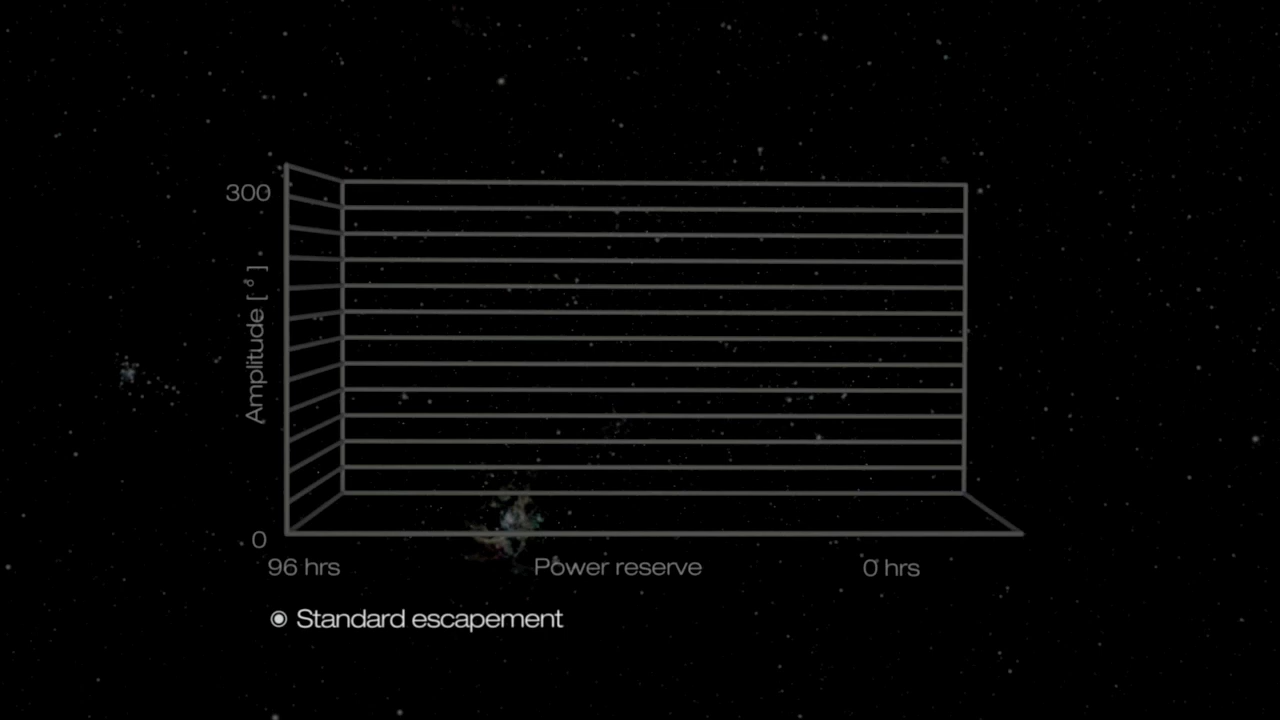 300
Amplitude [ ° ]
0
96 hrs
Power reserve
0 hrs
Standard escapement